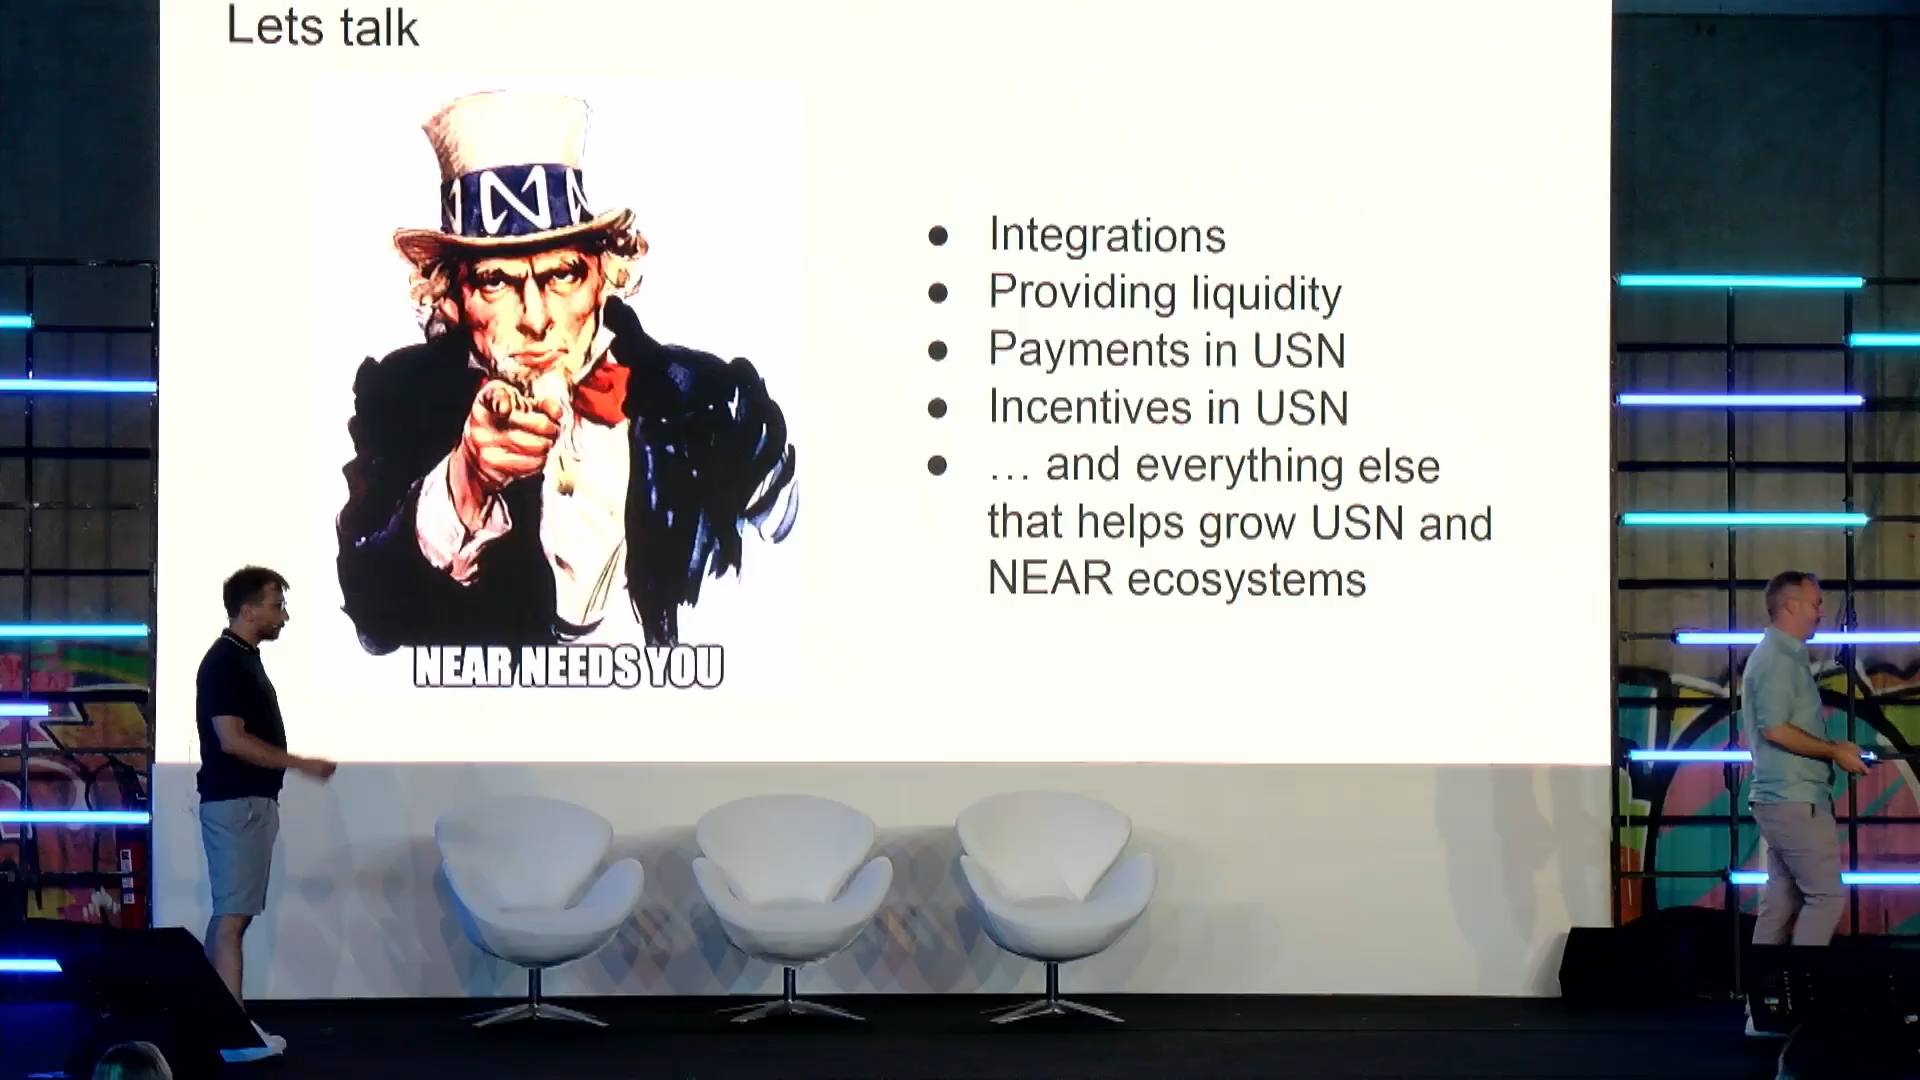 Lets talk
● Integrations
● Providing liquidity
● Payments in USN
● Incentives in USN
● … and everything else
that helps grow USN and
NEAR ecosystems
NEAR NEEDS YOU